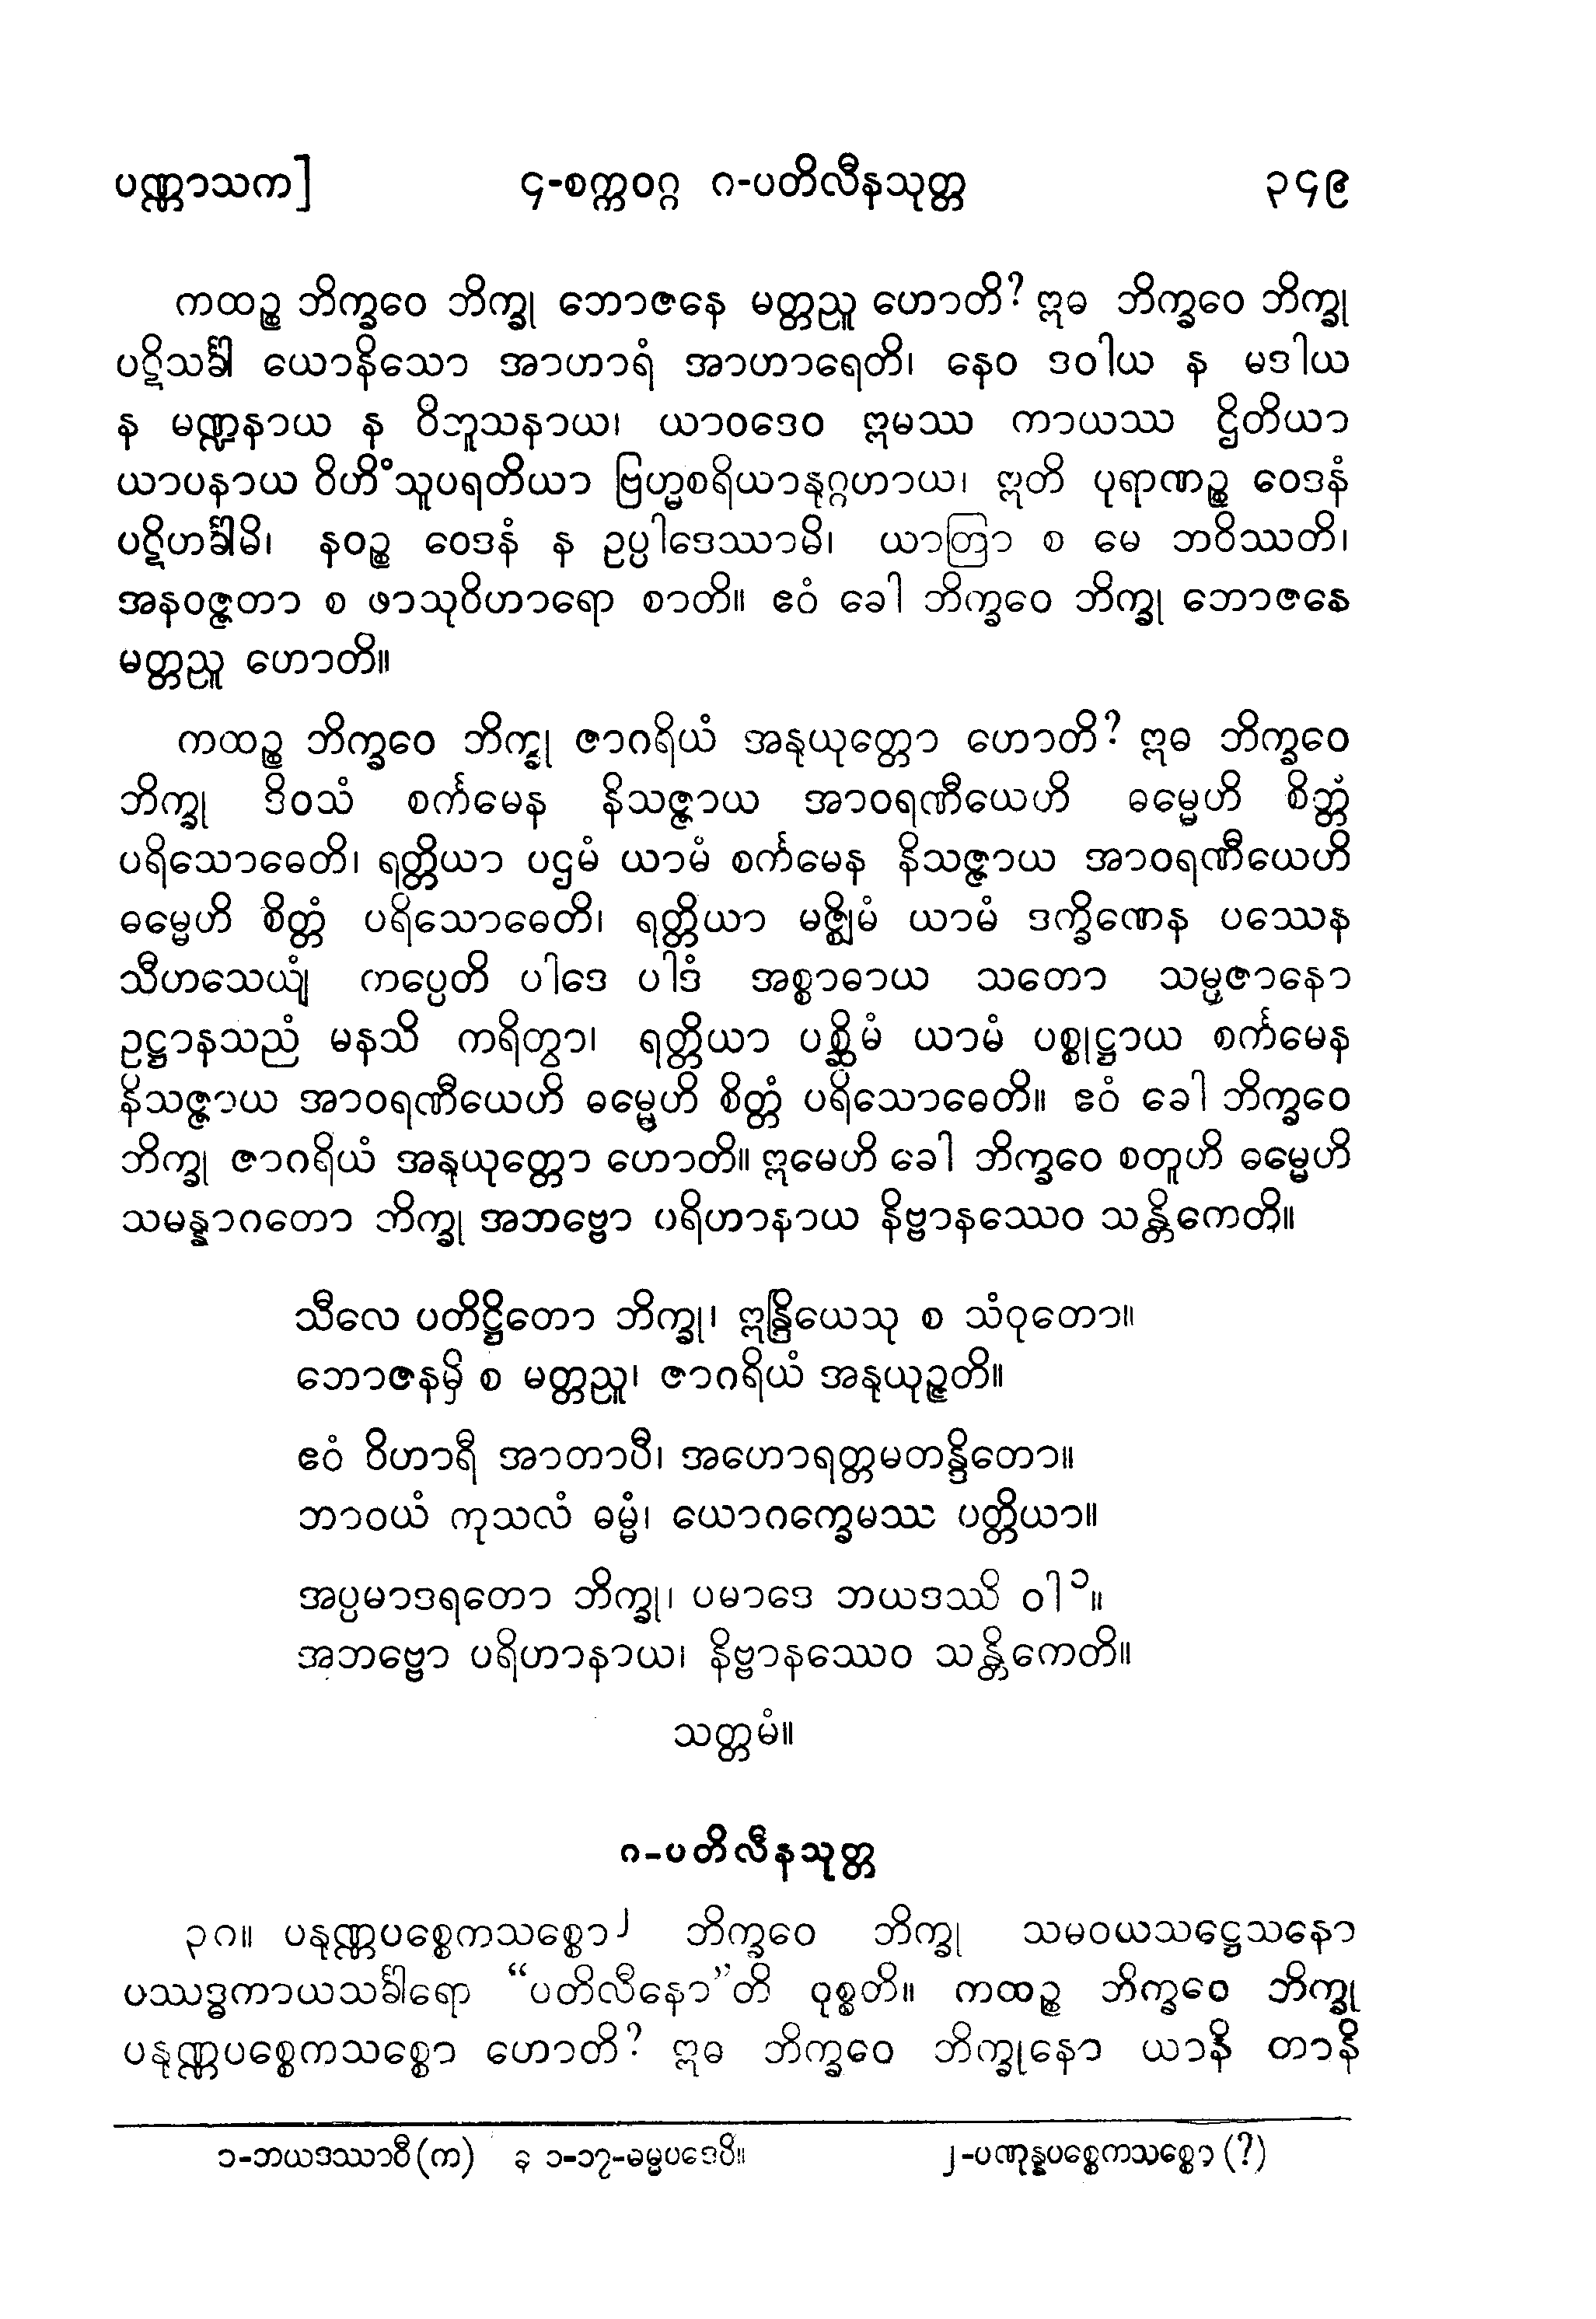 ပဏ္ဏာသက]	၄-စက္ကဝဂ္ဂ ၈-ပတိလီနသုတ္တ	၃၄၉
ကထဉ္စ ဘိက္ခဝေ ဘိက္ခု ဘောဇနေ မတ္တညူ ဟောတိ? ဣဓ ဘိက္ခဝေ ဘိက္ခု
ပဋိသင်္ခါ ယောနိသော အာဟာရံ အာဟာရေတိ၊ နေဝ ဒဝါယ န မဒါယ
န မဏ္ဍနာယ န ဝိဘူသနာယ၊ ယာဝဒေဝ ဣမဿ ကာယဿ ဌိတိယာ
ယာပနာယ ဝိဟိံသူပရတိယာ ဗြဟ္မစရိယာနုဂ္ဂဟာယ၊ ဣတိ ပုရာဏဉ္စ ဝေဒနံ
ပဋိဟင်္ခါမိ၊ နဝဉ္စ ဝေဒနံ န ဥပ္ပါဒေဿာမိ၊ ယာတြာ စ မေ ဘဝိဿတိ၊
အနဝဇ္ဇတာ စ ဖာသုဝိဟာရော စာတိ။ ဧဝံ ခေါ ဘိက္ခဝေ ဘိက္ခု ဘောဇနေ
မတ္တညူ ဟောတိ။
ကထဉ္စ ဘိက္ခဝေ ဘိက္ခု ဇာဂရိယံ အနုယုတ္တော ဟောတိ? ဣဓ ဘိက္ခဝေ
ဘိက္ခု ဒိဝသံ စင်္ကမေန နိသဇ္ဇာယ အာဝရဏီယေဟိ ဓမ္မေဟိ စိတ္တံ
ပရိသောဓေတိ၊ ရတ္တိယာ ပဌမံ ယာမံ စင်္ကမေန နိသဇ္ဇာယ အာဝရဏီယေဟိ
ဓမ္မေဟိ စိတ္တံ ပရိသောဓေတိ၊ ရတ္တိယာ မဇ္ဈိမံ ယာမံ ဒက္ခိဏေန ပဿေန
သီဟသေယျံ ကပ္ပေတိ ပါဒေ ပါဒံ အစ္စာဓာယ သတော သမ္ပဇာနော
ဥဋ္ဌာနသညံ မနသိ ကရိတွာ၊ ရတ္တိယာ ပစ္ဆိမံ ယာမံ ပစ္စုဋ္ဌာယ စင်္ကမေန
နိသဇ္ဇာယ အာဝရဏီယေဟိ ဓမ္မေဟိ စိတ္တံ ပရိသောဓေတိ။ ဧဝံ ခေါ ဘိက္ခဝေ
ဘိက္ခု ဇာဂရိယံ အနုယုတ္တော ဟောတိ။ ဣမေဟိ ခေါ ဘိက္ခဝေ စတူဟိ ဓမ္မေဟိ
သမန္နာဂတော ဘိက္ခု အဘဗ္ဗော ပရိဟာနာယ နိဗ္ဗာနဿေဝ သန္တိကေတိ။
သီလေ ပတိဋ္ဌိတော ဘိက္ခု၊ ဣန္ဒြိယေသု စ သံဝုတော။
ဘောဇနမှိ စ မတ္တညူ၊ ဇာဂရိယံ အနုယုဉ္ဇတိ။
ဧဝံ ဝိဟာရီ အာတာပီ၊ အဟောရတ္တမတန္ဒိတော။
ဘာဝယံ ကုသလံ ဓမ္မံ၊ ယောဂက္ခေမဿ ပတ္တိယာ။
အပ္ပမာဒရတော ဘိက္ခု၊ ပမာဒေ ဘယဒဿိ ဝါ၁။
အဘဗ္ဗော ပရိဟာနာယ၊ နိဗ္ဗာနဿေဝ သန္တိကေတိ။
သတ္တမံ။
၈-ပတိလီနသုတ္တ
၃၈။ ပနုဏ္ဏပစ္စေကသစ္စော၂ ဘိက္ခဝေ ဘိက္ခု သမဝယသဋ္ဌေသနော
ပဿဒ္ဓကာယသင်္ခါရော “ပတိလီနော”တိ ဝုစ္စတိ။ ကထဉ္စ ဘိက္ခဝေ ဘိက္ခု
ပနုဏ္ဏပစ္စေကသစ္စော ဟောတိ? ဣဓ ဘိက္ခဝေ ဘိက္ခုနော ယာနိ တာနိ
၁-ဘယဒဿာဝီ (က) ခု ၁-၁၇-ဓမ္မပဒေပိ။	၂-ပဏုန္နပစ္စေကသစ္စော (?)